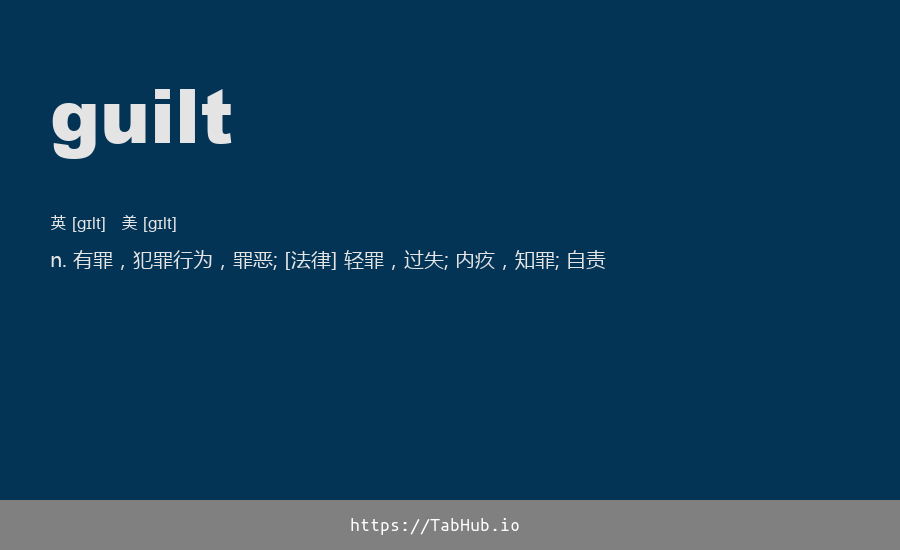 guilt
英 [gɪlt] 美 [gɪlt]
n. 有罪，犯罪行为，罪恶; [法律] 轻罪，过失; 内疚，知罪; 自责
https://TabHub.io